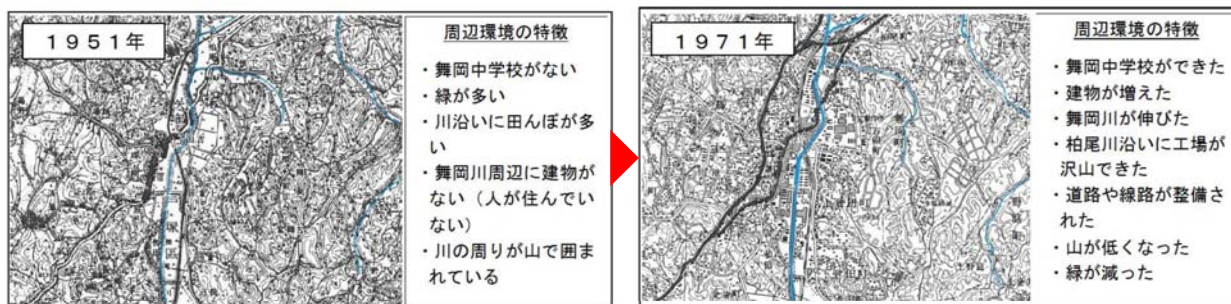 1951年
周辺環境の特徴
・舞岡中学校がない
・緑が多い
・川沿いに田んぼが多
い
・舞岡川周辺に建物が
ない（人が住んでい
ない）
・川の周りが山で囲ま
れている
1971年
周辺環境の特徴
・舞岡中学校ができた
・建物が増えた
・舞岡川が伸びた
・柏尾川沿いに工場が
沢山できた
・道路や線路が整備さ
れた
・山が低くなった
・緑が減った